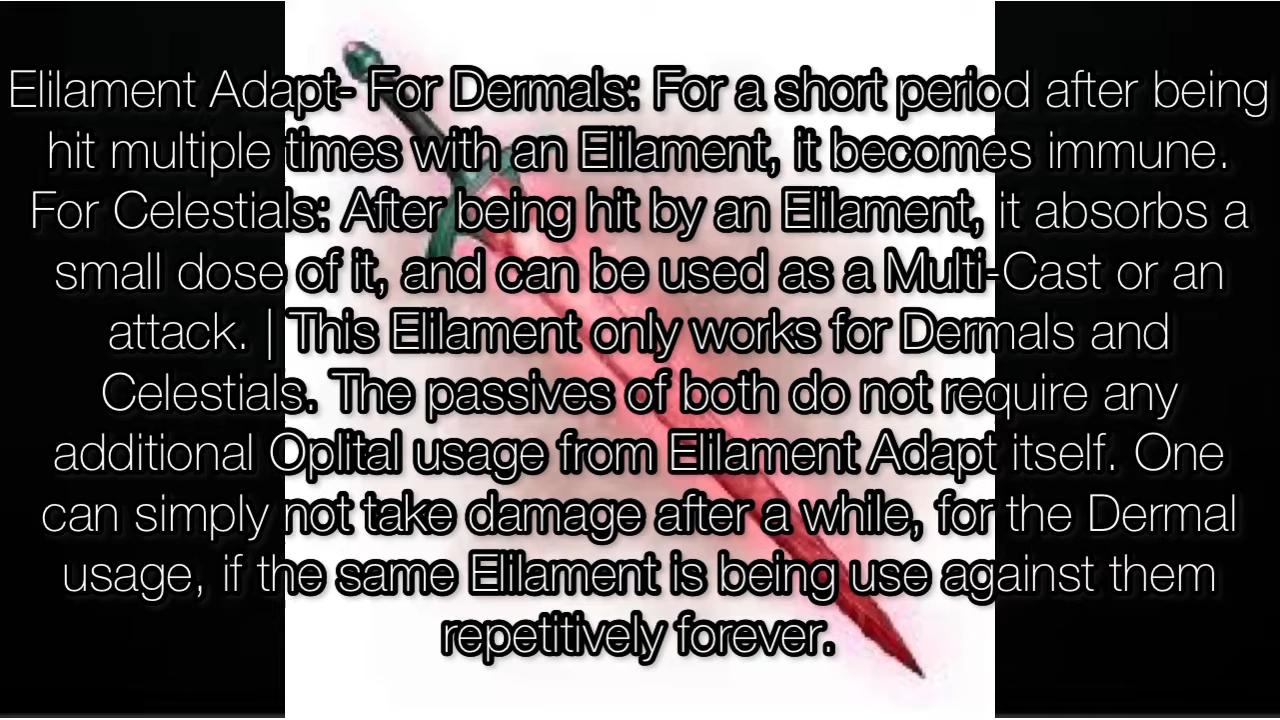 Elilament Adapt- For Dermals: For a short period after being
hit multiple times with an Elilament, it becomes immune.
For Celestials: After being hit by an Elilament, it absorbs a
small dose of it, and can be used as a Multi-Cast or an
attack. | This Elilament only works for Dermals and
Celestials. The passives of both do not require any
additional Oplital usage from Elilament Adapt itself. One
can simply not take damage after a while, for the Dermal
usage, if the same Elilament is being use against them
repetitively forever.